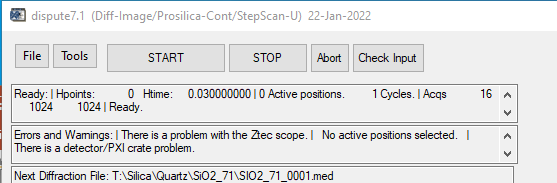 dispute7.1 (Diff-Image/Prosilica-Cont/StepScan-U) 22-Jan-2022
File Tools START STOP Abort Check Input
Ready: | Hpoints: 0 Htime: 0.030000000 | 0 Active positions. 1 Cycles. | Acqs 16
1024 1024 | Ready.
Errors and Warnings: | There is a problem with the Ztec scope. | No active positions selected. |
There is a detector/PXI crate problem.
Next Diffraction File: T:\Silica\Quartz\SiO2_71\SIO2_71_0001.med